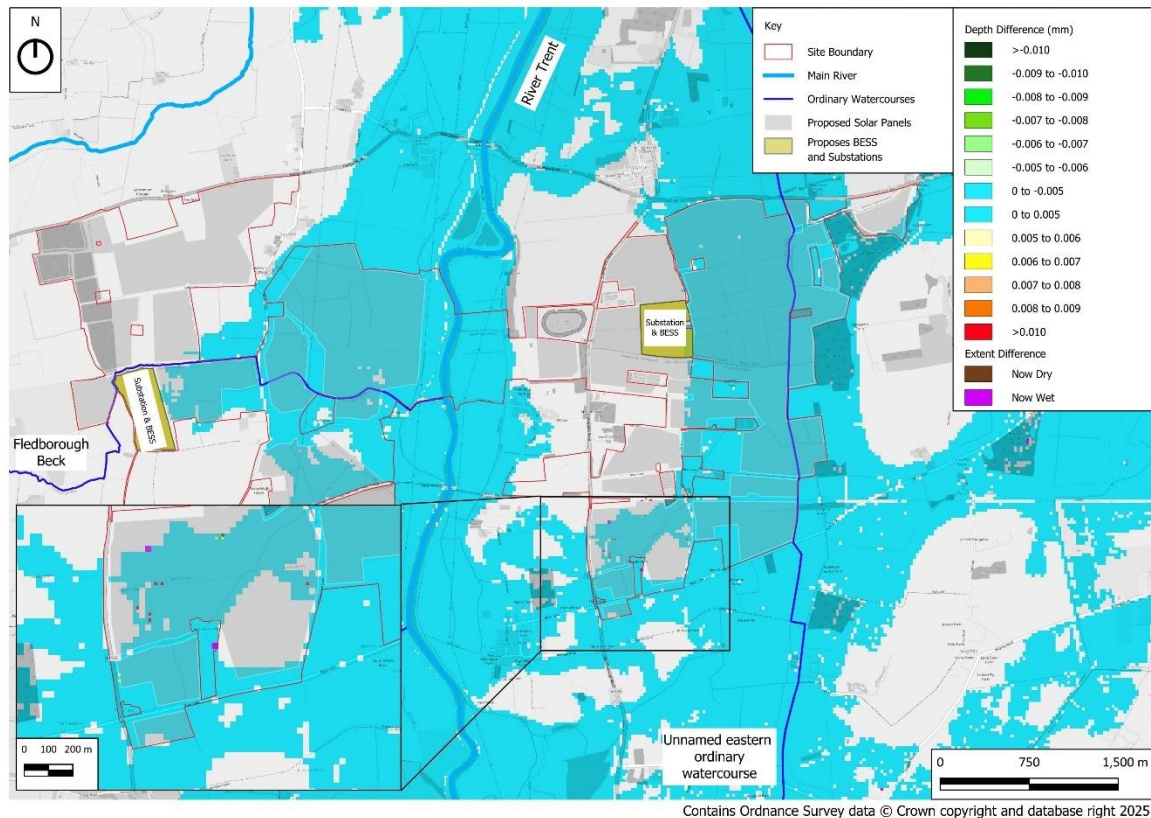 N
River Trent
Key
Site Boundary
Main River
Ordinary Watercourses
Proposed Solar Panels
Proposes BESS
and Substations
Depth Difference (mm)
>-0.010
-0.009 to -0.010
-0.008 to -0.009
-0.007 to -0.008
-0.006 to -0.007
-0.005 to -0.006
0 to -0.005
0 to 0.005
0.005 to 0.006
0.006 to 0.007
0.007 to 0.008
0.008 to 0.009
>0.010
Extent Difference
Now Dry
Now Wet
Substation
& BESS
Substation & BESS
Fledborough
Beck
0 100 200 m
Unnamed eastern
ordinary
watercourse
0 750 1,500 m
Contains Ordnance Survey data © Crown copyright and database right 2025